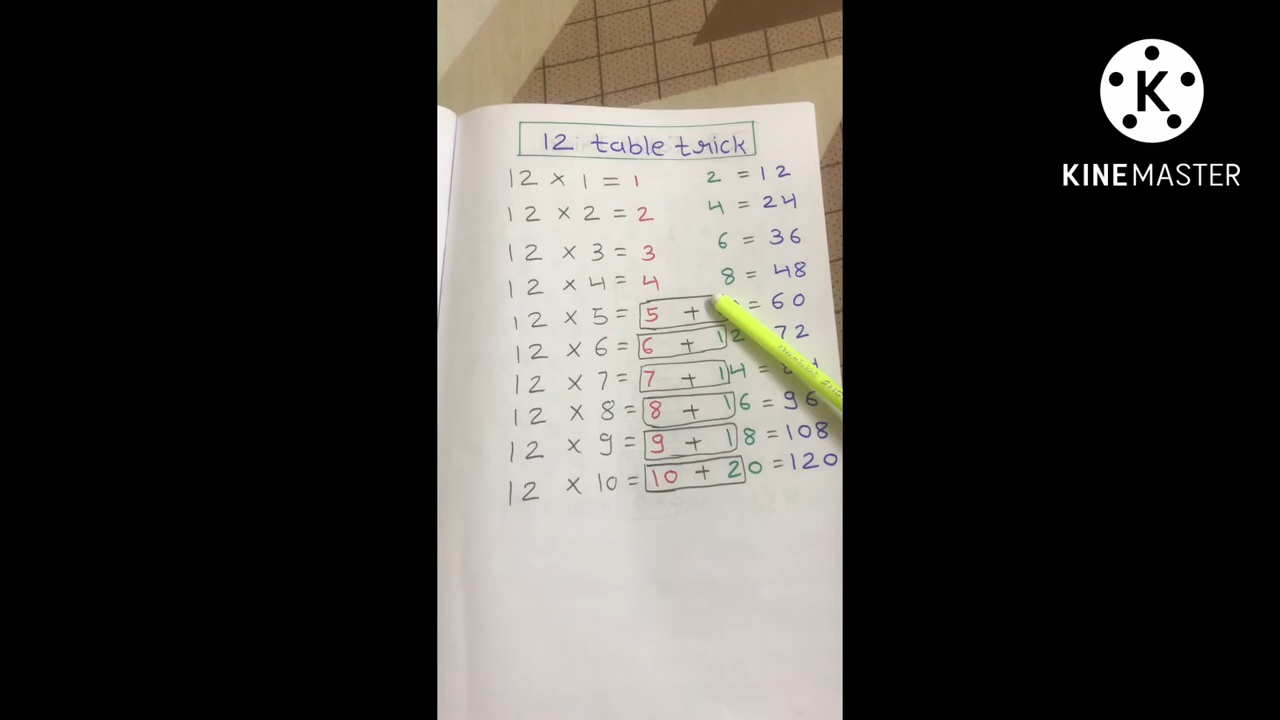 12 table trick
12 × 1 = 1 2 = 12
12 × 2 = 2 4 = 24
12 × 3 = 3 6 = 36
12 × 4 = 4 8 = 48
12 × 5 = 5 + = 60
12 × 6 = 6 + 12 72
12 × 7 = 7 + 14 =
12 × 8 = 8 + 16 = 96
12 × 9 = 9 + 18 = 108
12 × 10 = 10 + 20 = 120
K
KINEMASTER